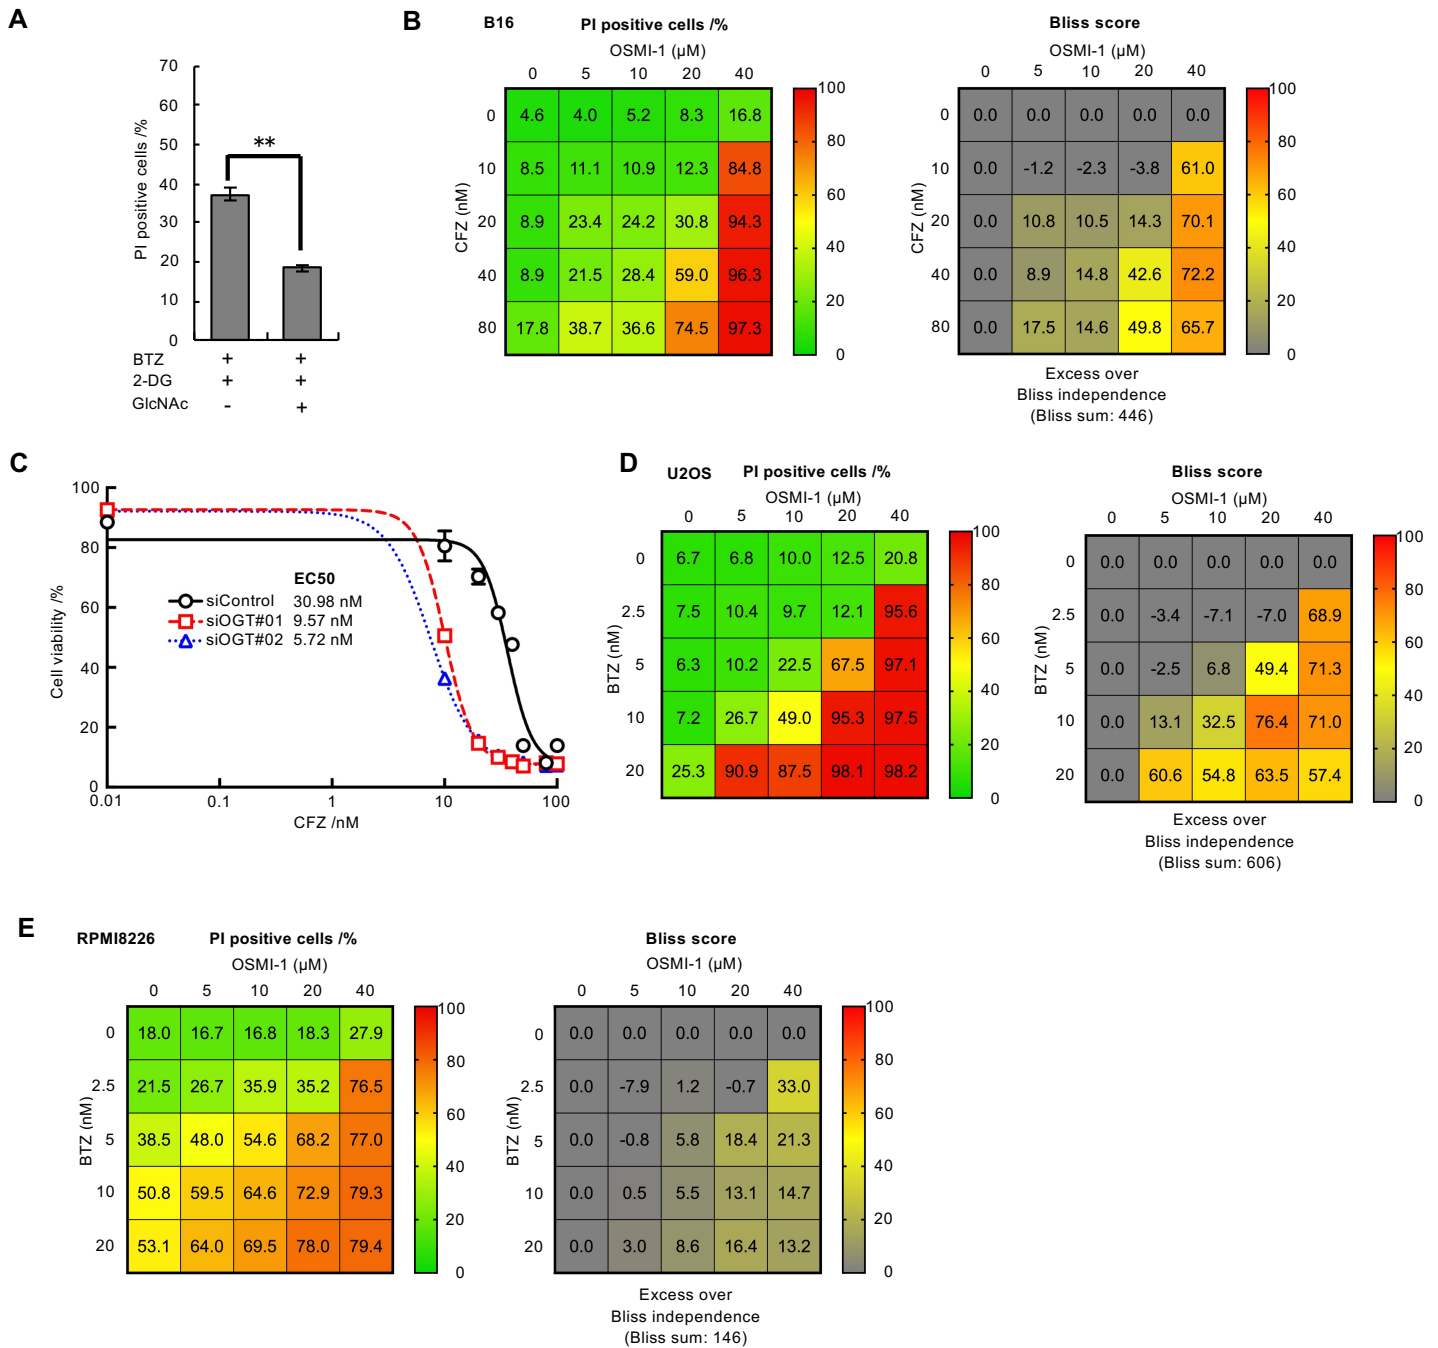 A
PI positive cells /%
70
60
50
40
30
20
10
0
**
BTZ + +
2-DG + +
GlcNAc - +
B
B16 PI positive cells /%
OSMI-1 (µM)
0 5 10 20 40
CFZ (nM)
0 4.6 4.0 5.2 8.3 16.8
10 8.5 11.1 10.9 12.3 84.8
20 8.9 23.4 24.2 30.8 94.3
40 8.9 21.5 28.4 59.0 96.3
80 17.8 38.7 36.6 74.5 97.3
100
80
60
40
20
0
Bliss score
OSMI-1 (µM)
0 5 10 20 40
CFZ (nM)
0 0.0 0.0 0.0 0.0 0.0
10 0.0 -1.2 -2.3 -3.8 61.0
20 0.0 10.8 10.5 14.3 70.1
40 0.0 8.9 14.8 42.6 72.2
80 0.0 17.5 14.6 49.8 65.7
100
80
60
40
20
0
Excess over
Bliss independence
(Bliss sum: 446)
C
Cell viability /%
100
80
60
40
20
0
EC50
siControl 30.98 nM
siOGT#01 9.57 nM
siOGT#02 5.72 nM
0.01 0.1 1 10 100
CFZ /nM
D
U2OS PI positive cells /%
OSMI-1 (µM)
0 5 10 20 40
BTZ (nM)
0 6.7 6.8 10.0 12.5 20.8
2.5 7.5 10.4 9.7 12.1 95.6
5 6.3 10.2 22.5 67.5 97.1
10 7.2 26.7 49.0 95.3 97.5
20 25.3 90.9 87.5 98.1 98.2
100
80
60
40
20
0
Bliss score
OSMI-1 (µM)
0 5 10 20 40
BTZ (nM)
0 0.0 0.0 0.0 0.0 0.0
2.5 0.0 -3.4 -7.1 -7.0 68.9
5 0.0 -2.5 6.8 49.4 71.3
10 0.0 13.1 32.5 76.4 71.0
20 0.0 60.6 54.8 63.5 57.4
100
80
60
40
20
0
Excess over
Bliss independence
(Bliss sum: 606)
E
RPMI8226 PI positive cells /%
OSMI-1 (µM)
0 5 10 20 40
BTZ (nM)
0 18.0 16.7 16.8 18.3 27.9
2.5 21.5 26.7 35.9 35.2 76.5
5 38.5 48.0 54.6 68.2 77.0
10 50.8 59.5 64.6 72.9 79.3
20 53.1 64.0 69.5 78.0 79.4
100
80
60
40
20
0
Bliss score
OSMI-1 (µM)
0 5 10 20 40
BTZ (nM)
0 0.0 0.0 0.0 0.0 0.0
2.5 0.0 -7.9 1.2 -0.7 33.0
5 0.0 -0.8 5.8 18.4 21.3
10 0.0 0.5 5.5 13.1 14.7
20 0.0 3.0 8.6 16.4 13.2
100
80
60
40
20
0
Excess over
Bliss independence
(Bliss sum: 146)